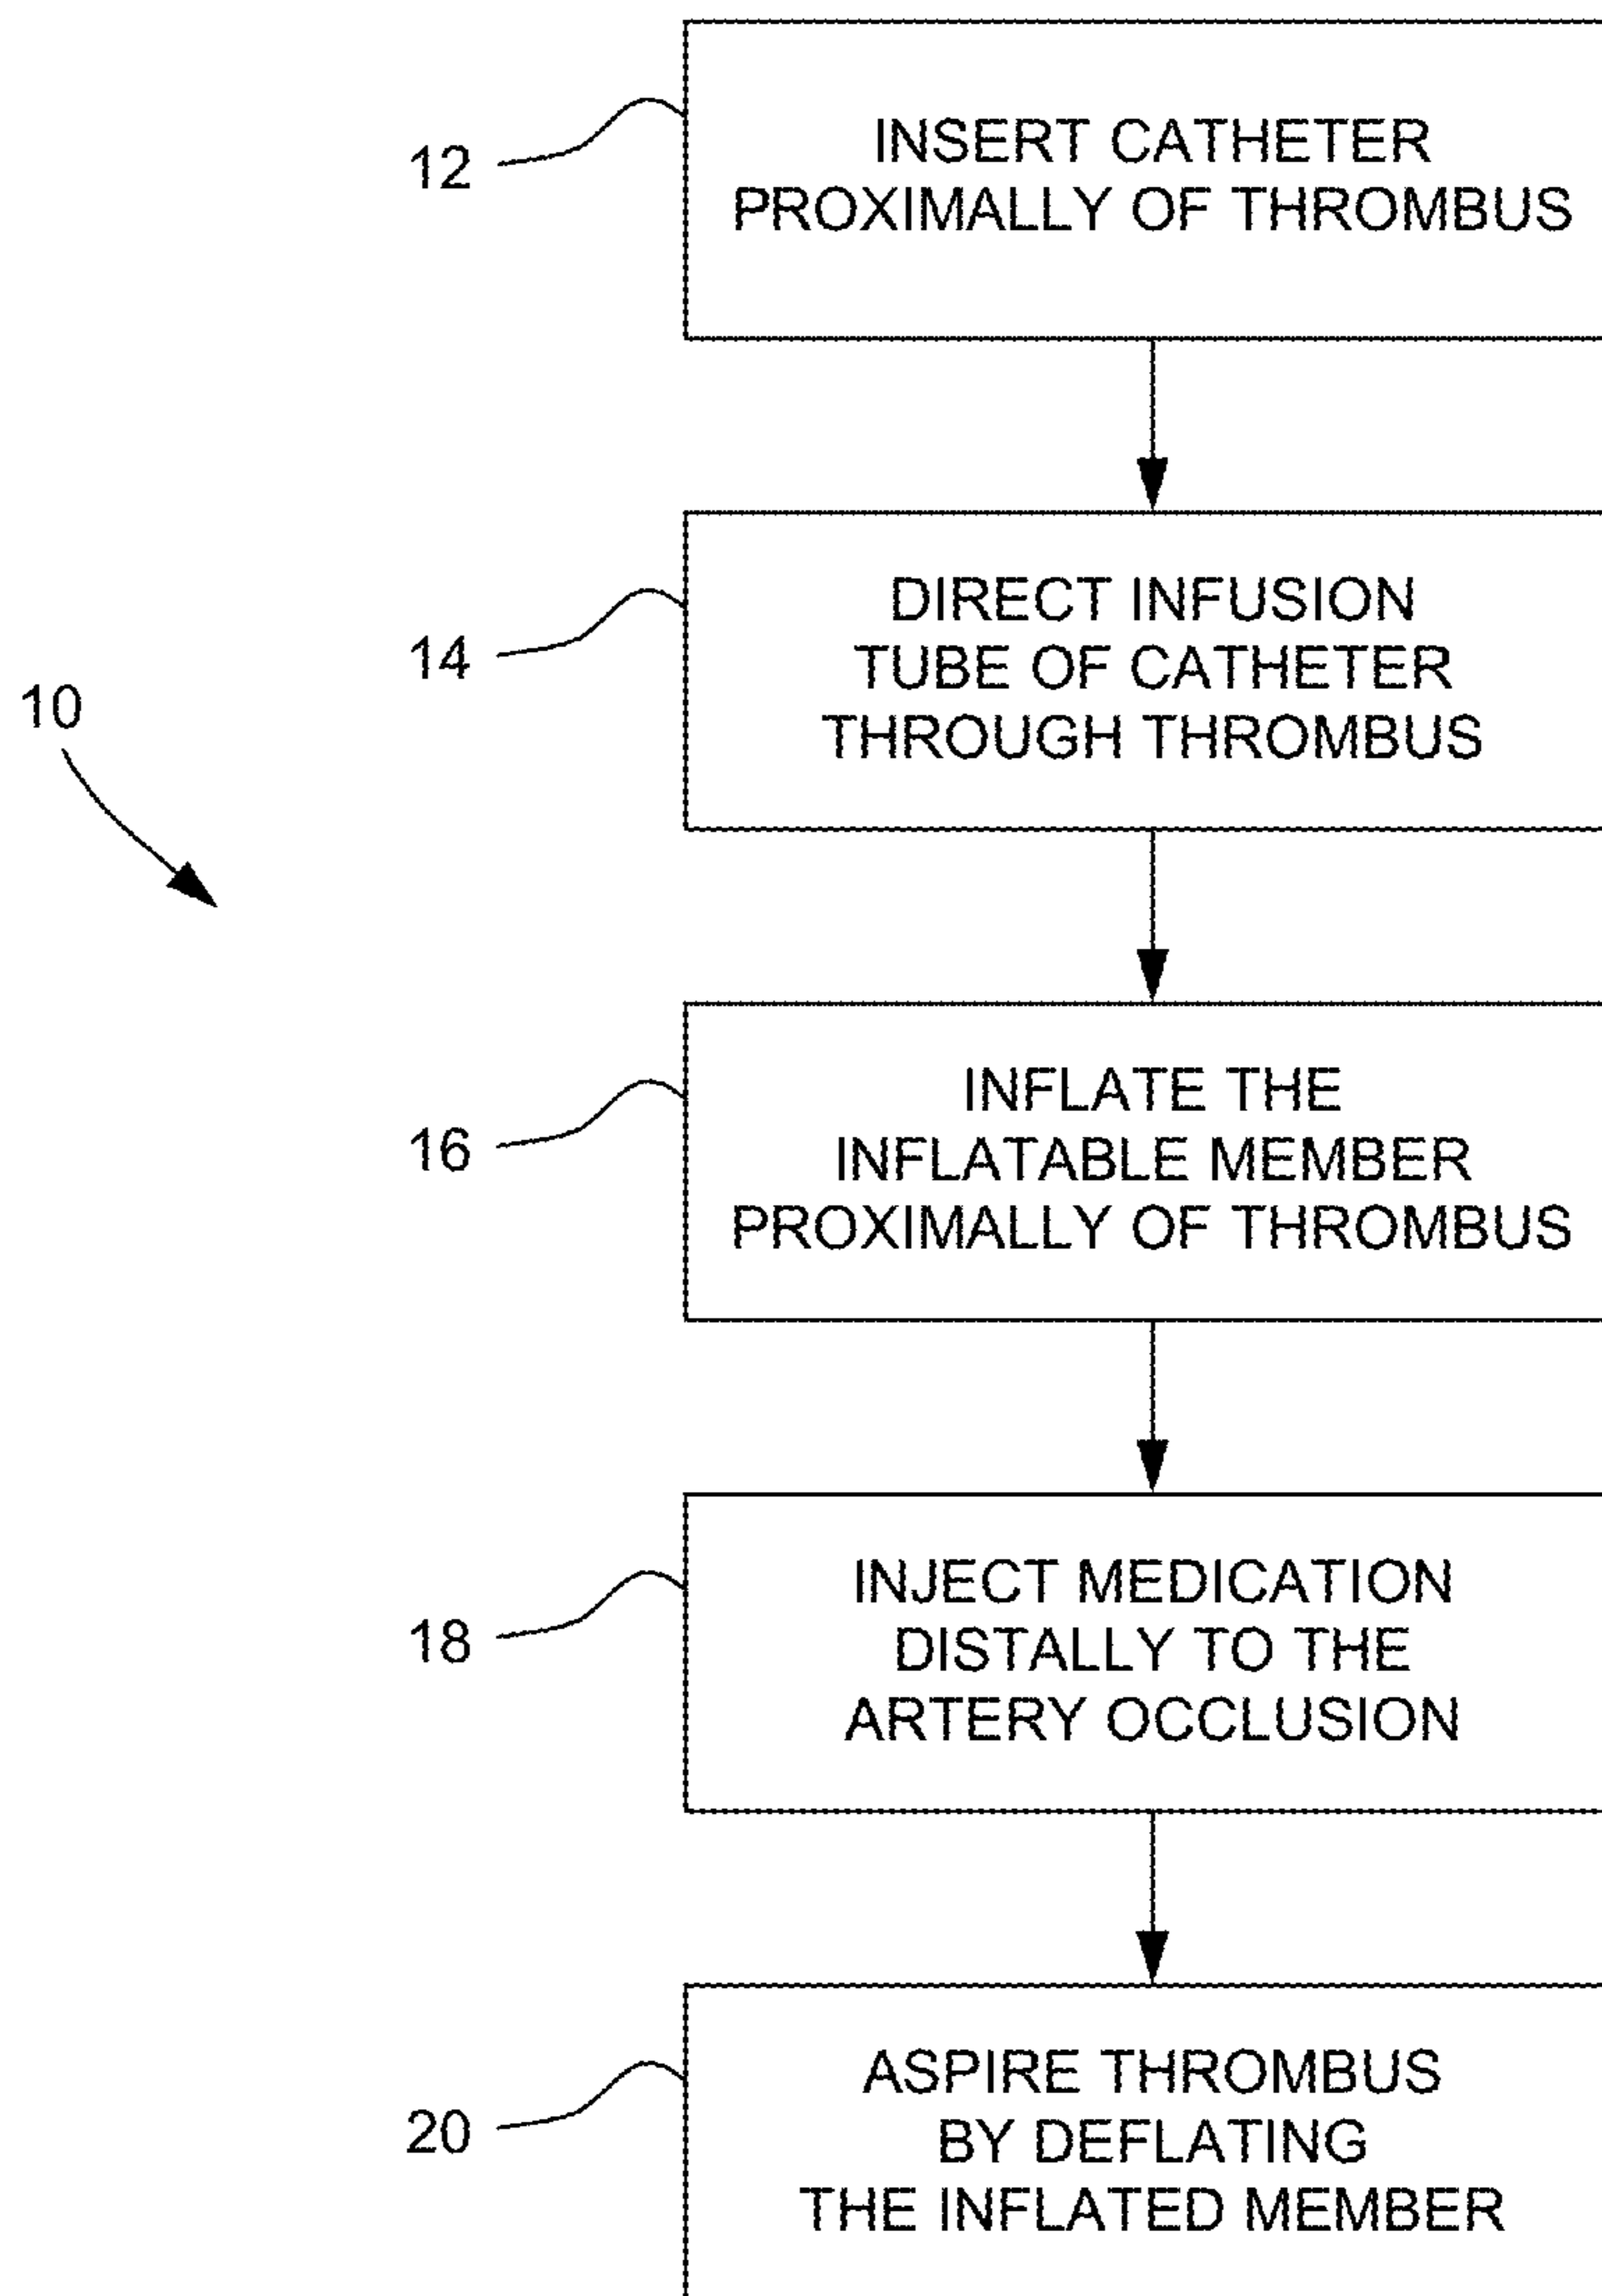 12
INSERT CATHETER
PROXIMALLY OF THROMBUS
14
DIRECT INFUSION
TUBE OF CATHETER
THROUGH THROMBUS
10
16
INFLATE THE
INFLATABLE MEMBER
PROXIMALLY OF THROMBUS
18
INJECT MEDICATION
DISTALLY TO THE
ARTERY OCCLUSION
20
ASPIRE THROMBUS
BY DEFLATING
THE INFLATED MEMBER